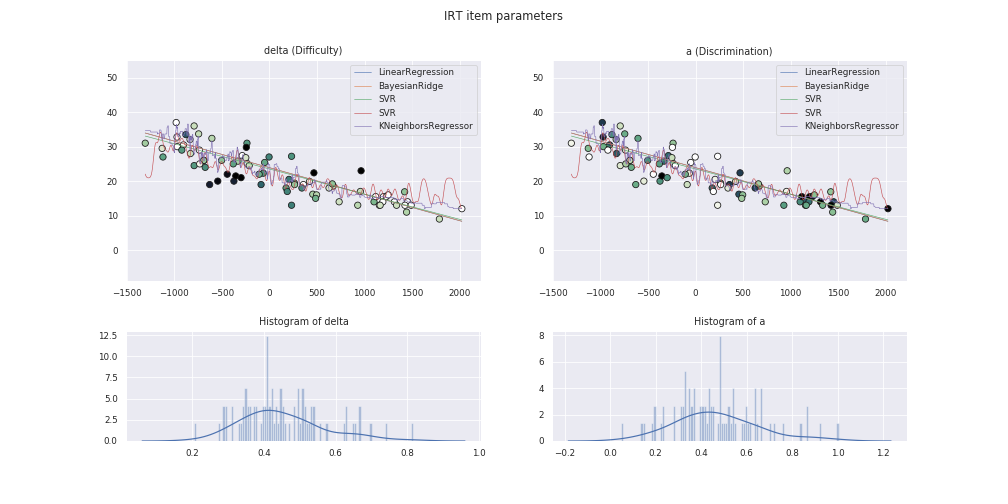 IRT item parameters
delta (Difficulty)
a (Discrimination)
50
40
30
20
10
0
−1500 −1000 −500 0 500 1000 1500 2000
LinearRegression
BayesianRidge
SVR
SVR
KNeighborsRegressor
50
40
30
20
10
0
−1500 −1000 −500 0 500 1000 1500 2000
LinearRegression
BayesianRidge
SVR
SVR
KNeighborsRegressor
Histogram of delta
12.5
10.0
7.5
5.0
2.5
0.0
0.2 0.4 0.6 0.8 1.0
Histogram of a
8
6
4
2
0
−0.2 0.0 0.2 0.4 0.6 0.8 1.0 1.2